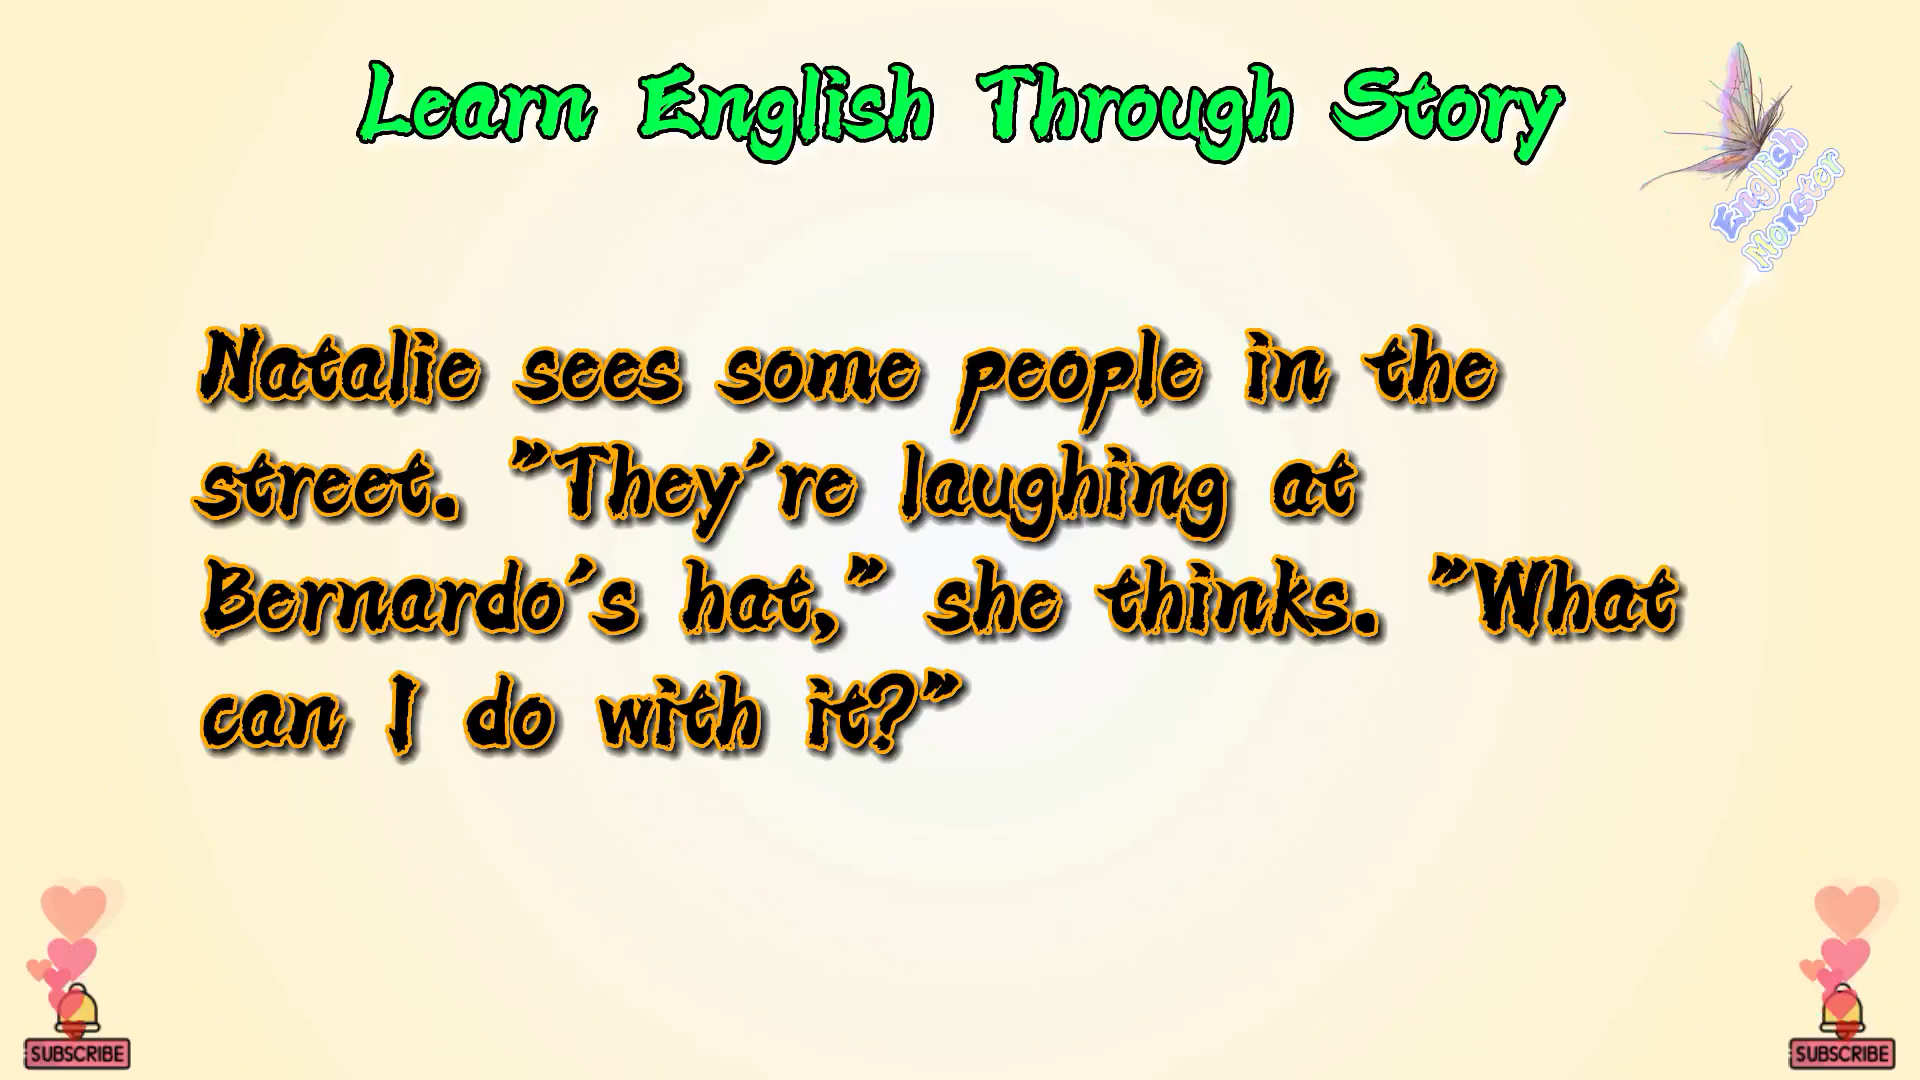 Learn English Through Story
English
Monster
Natalie sees some people in the
street. "They're laughing at
Bernardo's hat," she thinks. "What
can I do with it?"
SUBSCRIBE
SUBSCRIBE